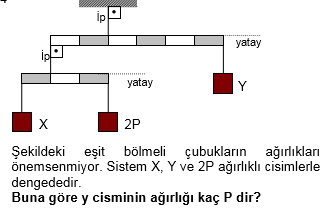 İp
yatay
İp
yatay
Y
X
2P
Şekildeki eşit bölmeli çubukların ağırlıkları
önemsenmiyor. Sistem X, Y ve 2P ağırlıklı cisimlerle
dengededir.
Buna göre y cisminin ağırlığı kaç P dir?